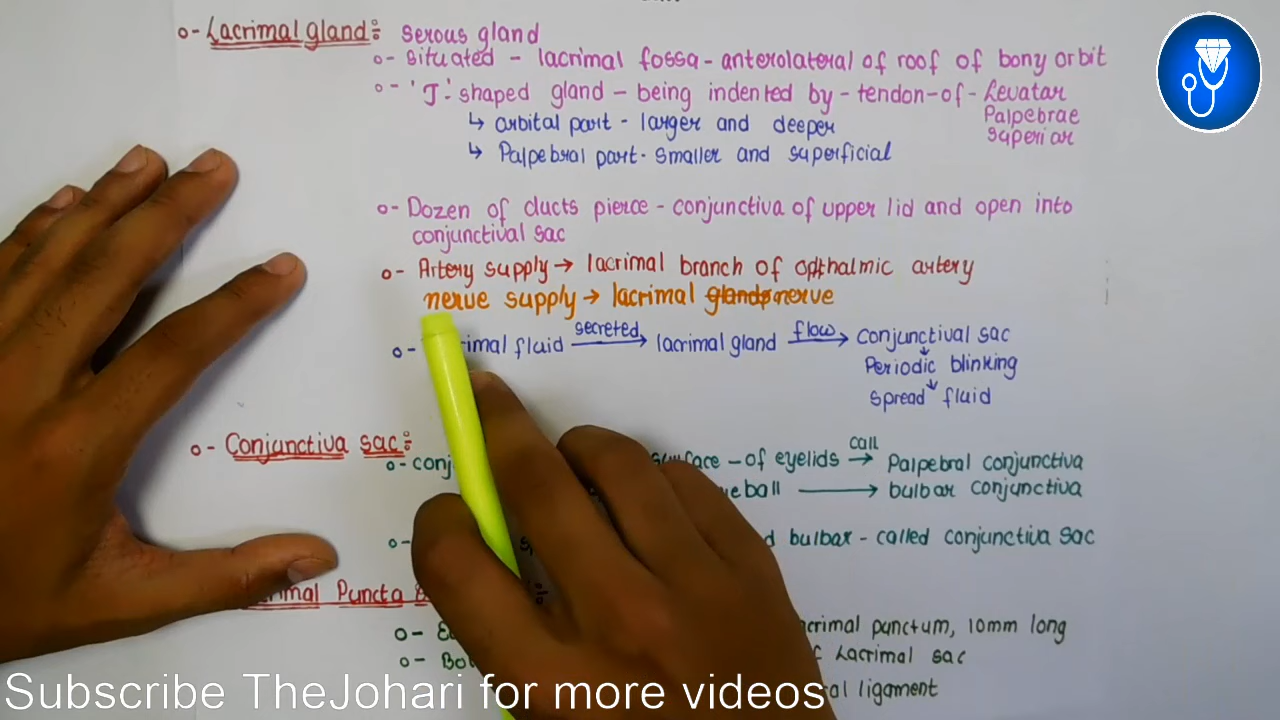 o- Lacrimal gland: serous gland
o- situated - lacrimal fossa - anterolateral of roof of bony orbit
o- 'J': shaped gland - being indented by - tendon-of - Levatar
Palpebrae
superiar
↳ orbital part - larger and deeper
↳ Palpebral part - smaller and superficial
o- Dozen of ducts pierce - conjunctiva of upper lid and open into
conjunctival sac
o- Artery supply → lacrimal branch of opthalmic artery
nerve supply → lacrimal nerve
o- imal fluid secreted → lacrimal gland flow → Conjunctival sac
Periodic blinking
spread fluid
o- Conjunctiva sac:
o- conj surface - of eyelids call → Palpebral conjunctiva
eball → bulbar conjunctiva
o- d bulbar - called conjunctiva sac
imal Puncta
o- crimal punctum, 10mm long
o- Bo f Lacrimal sac
al ligament
Subscribe TheJohari for more videos